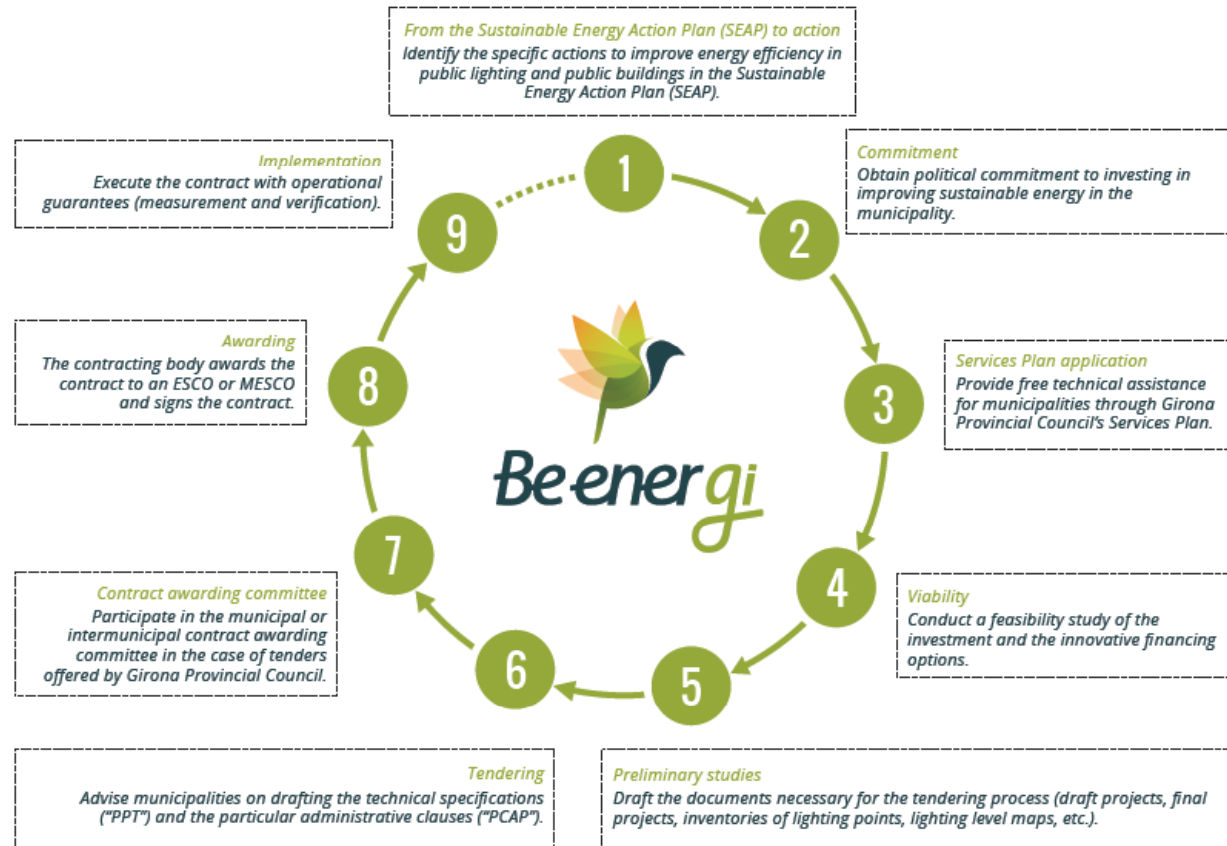 From the Sustainable Energy Action Plan (SEAP) to action
Identify the specific actions to improve energy efficiency in
public lighting and public buildings in the Sustainable
Energy Action Plan (SEAP).
1
Commitment
Obtain political commitment to investing in
improving sustainable energy in the
municipality.
2
Services Plan application
Provide free technical assistance
for municipalities through Girona
Provincial Council's Services Plan.
3
Viability
Conduct a feasibility study of the
investment and the innovative financing
options.
4
Preliminary studies
Draft the documents necessary for the tendering process (draft projects, final
projects, inventories of lighting points, lighting level maps, etc.).
5
Tendering
Advise municipalities on drafting the technical specifications
("PPT") and the particular administrative clauses ("PCAP").
6
Contract awarding committee
Participate in the municipal or
intermunicipal contract awarding
committee in the case of tenders
offered by Girona Provincial Council.
7
Awarding
The contracting body awards the
contract to an ESCO or MESCO
and signs the contract.
8
Implementation
Execute the contract with operational
guarantees (measurement and verification).
9
Beenergi